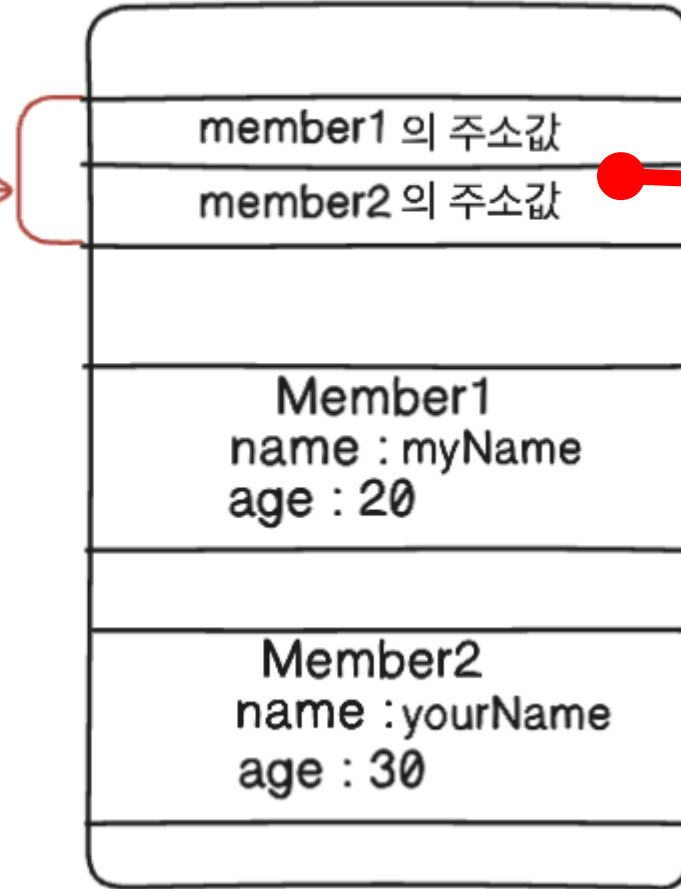 member1 의 주소값
member2 의 주소값
Member1
name : myName
age : 20
Member2
name : yourName
age : 30